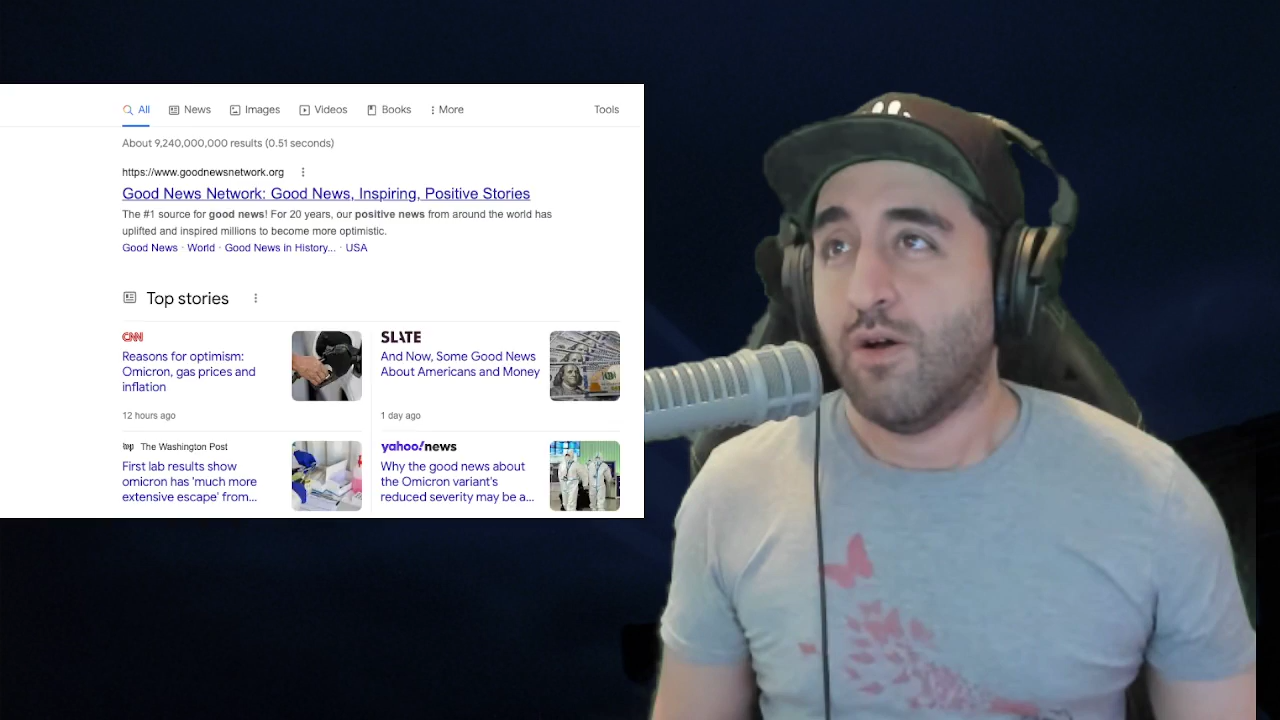 All News Images Videos Books More Tools
About 9,240,000,000 results (0.51 seconds)
https://www.goodnewsnetwork.org
Good News Network: Good News, Inspiring, Positive Stories
The #1 source for good news! For 20 years, our positive news from around the world has
uplifted and inspired millions to become more optimistic.
Good News · World · Good News in History... · USA
Top stories
CNN
Reasons for optimism:
Omicron, gas prices and
inflation
12 hours ago
SLATE
And Now, Some Good News
About Americans and Money
1 day ago
wp The Washington Post
First lab results show
omicron has 'much more
extensive escape' from...
yahoo!news
Why the good news about
the Omicron variant's
reduced severity may be a...